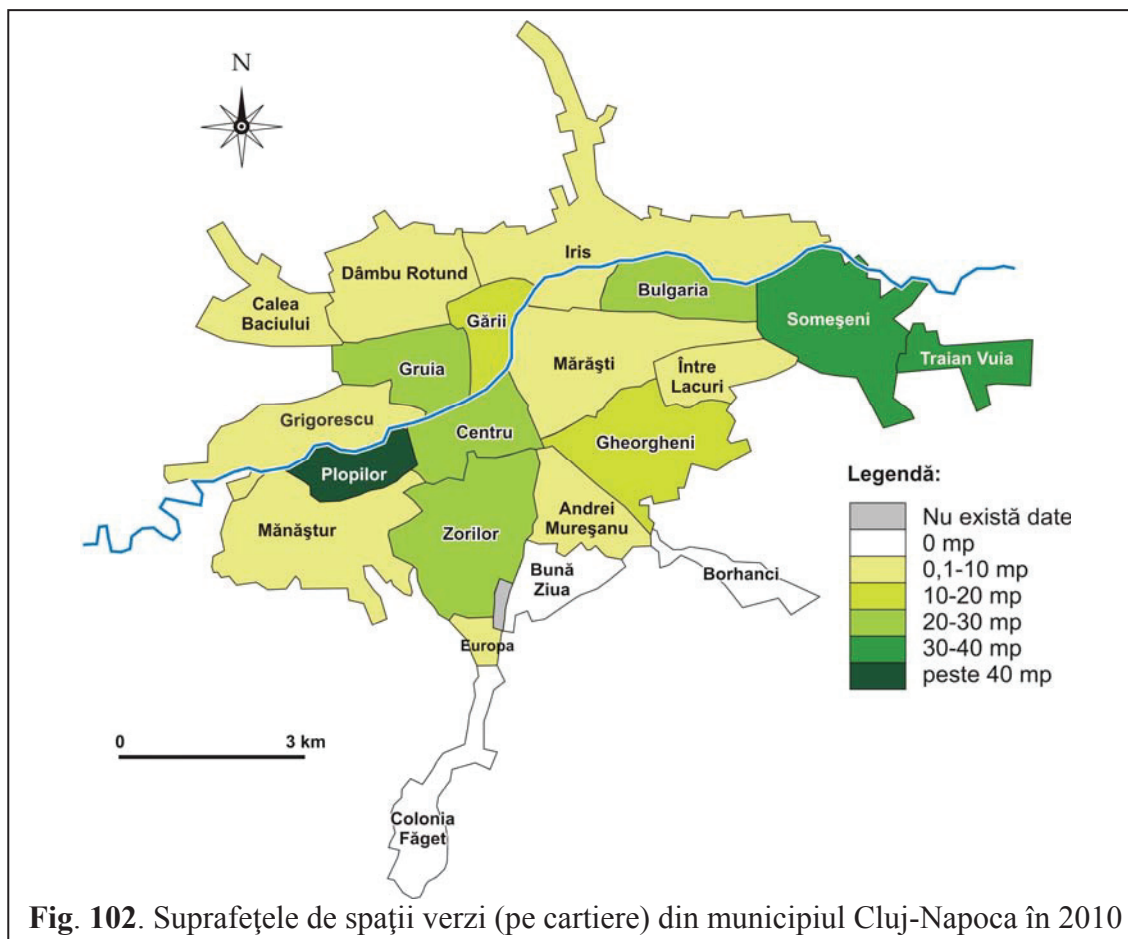 N
Iris
Dâmbu Rotund
Bulgaria
Calea
Baciului
Gării
Someşeni
Gruia
Mărăşti
Între
Lacuri
Traian Vuia
Grigorescu
Centru
Gheorgheni
Plopilor
Andrei
Mureşanu
Mănăştur
Zorilor
Bună
Ziua
Borhanci
Europa
Colonia
Făget
0 3 km
Legendă:
Nu există date
0 mp
0,1-10 mp
10-20 mp
20-30 mp
30-40 mp
peste 40 mp
Fig. 102. Suprafeţele de spaţii verzi (pe cartiere) din municipiul Cluj-Napoca în 2010